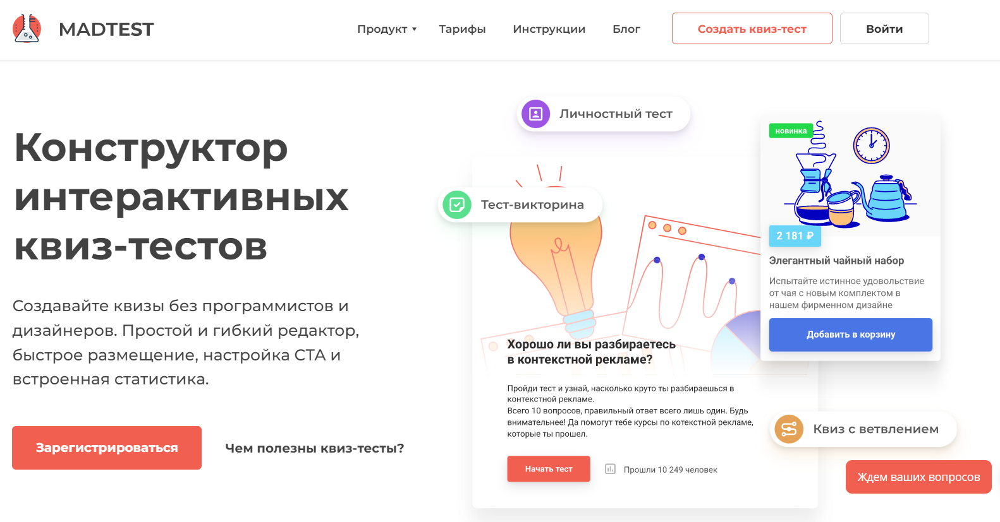 MADTEST
Продукт
Тарифы
Инструкции
Блог
Создать квиз-тест
Войти
Конструктор
интерактивных
квиз-тестов
Создавайте квизы без программистов и
дизайнеров. Простой и гибкий редактор,
быстрое размещение, настройка CTA и
встроенная статистика.
Зарегистрироваться
Чем полезны квиз-тесты?
Личностный тест
Тест-викторина
Хорошо ли вы разбираетесь
в контекстной рекламе?
Пройди тест и узнай, насколько круто ты разбираешься в
контекстной рекламе.
Всего 10 вопросов, правильный ответ всего лишь один. Будь
внимательнее! Да помогут тебе курсы по котекстной рекламе,
которые ты прошел.
Начать тест
Прошли 10 249 человек
новинка
2 181 ₽
Элегантный чайный набор
Испытайте истинное удовольствие
от чая с новым комплектом в
нашем фирменном дизайне
Добавить в корзину
Квиз с ветвлением
Ждем ваших вопросов